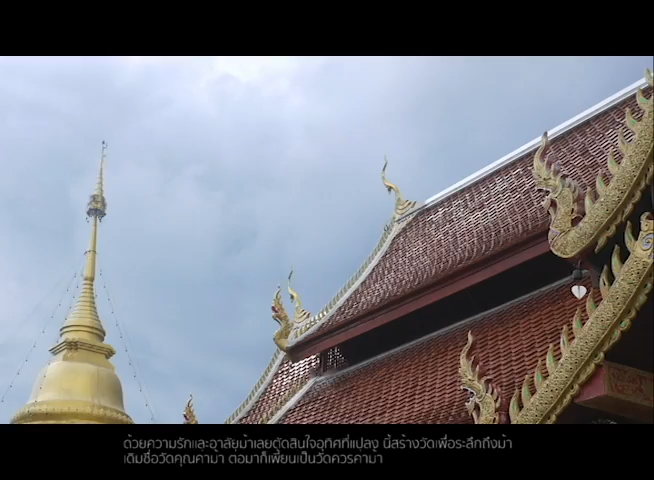 ด้วยความรักและอาลัยม้าเลยตัดสินใจอุทิศที่แปลง นี้สร้างวัดเพื่อระลึกถึงม้า
เดิมชื่อวัดคุณคาม้า ต่อมาก็เพี้ยนเป็นวัดควรคาม้า